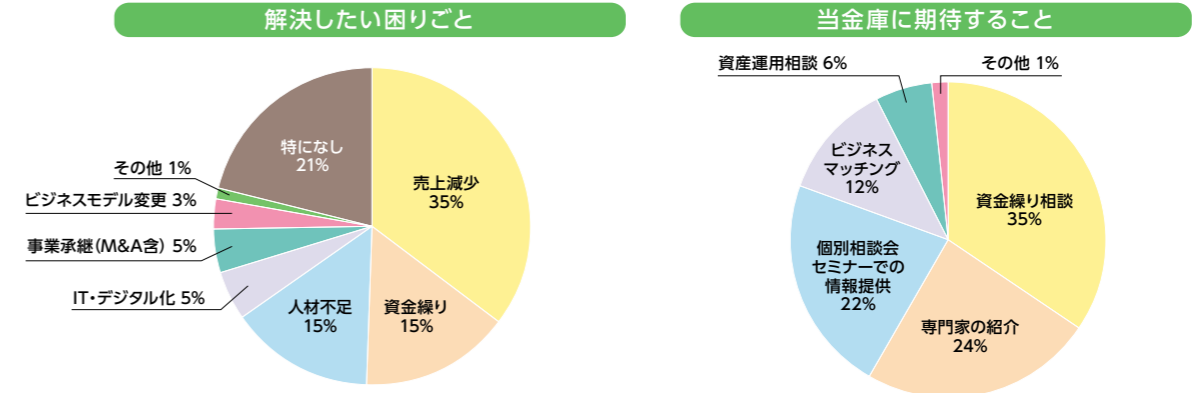 解決したい困りごと
売上減少
35%
資金繰り
15%
人材不足
15%
IT・デジタル化 5%
事業承継(M&A含) 5%
ビジネスモデル変更 3%
その他 1%
特になし
21%
当金庫に期待すること
資金繰り相談
35%
専門家の紹介
24%
個別相談会
セミナーでの
情報提供
22%
ビジネス
マッチング
12%
資産運用相談 6%
その他 1%